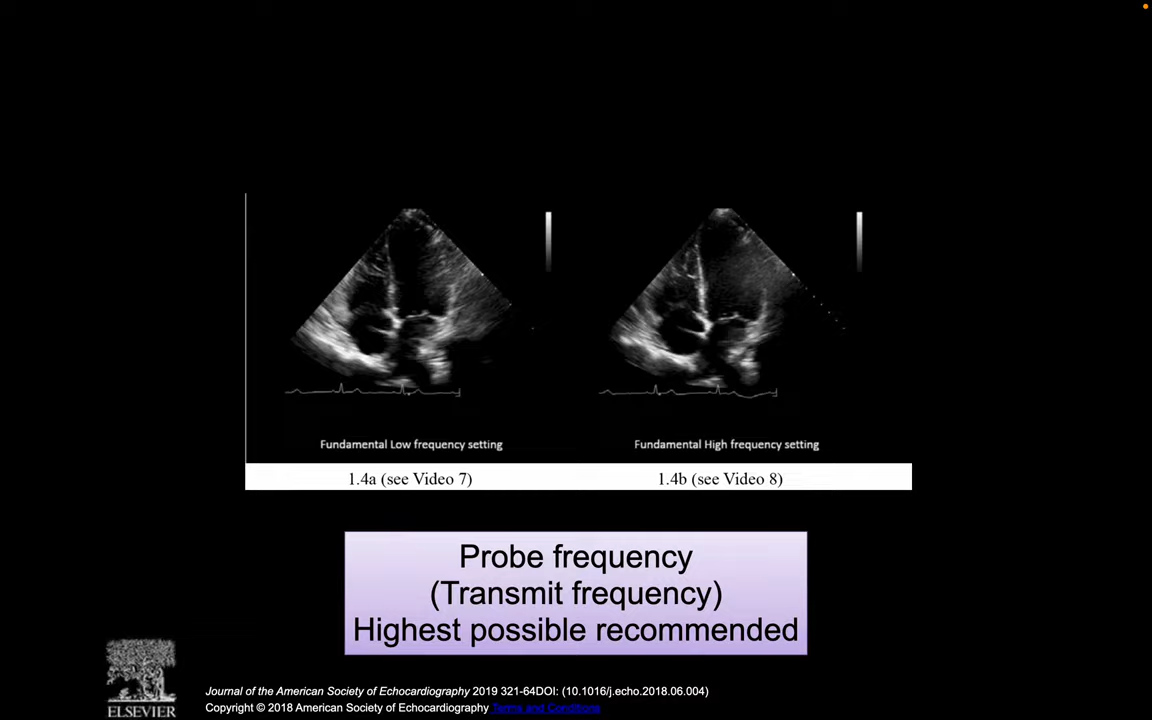 Fundamental Low frequency setting
Fundamental High frequency setting
1.4a (see Video 7)
1.4b (see Video 8)
Probe frequency
(Transmit frequency)
Highest possible recommended
ELSEVIER
Journal of the American Society of Echocardiography 2019 321-64DOI: (10.1016/j.echo.2018.06.004)
Copyright © 2018 American Society of Echocardiography Terms and Conditions